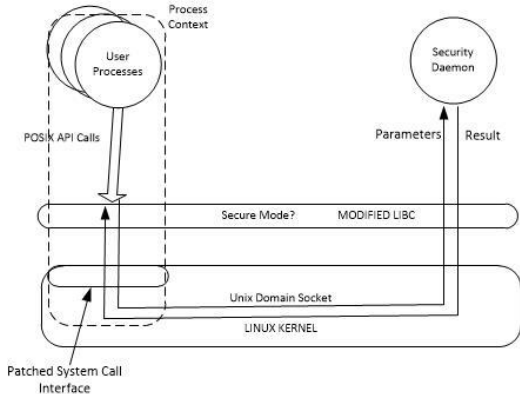 Process
Context
User
Processes
Security
Daemon
POSIX API Calls
Parameters
Result
Secure Mode?
MODIFIED LIBC
Unix Domain Socket
LINUX KERNEL
Patched System Call
Interface